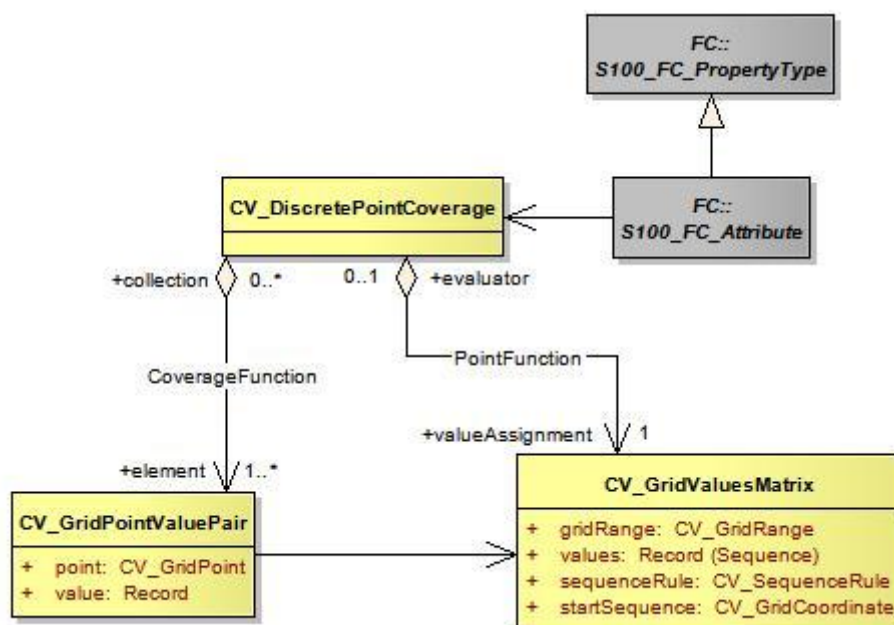 FC::
S100_FC_PropertyType
CV_DiscretePointCoverage
FC::
S100_FC_Attribute
+collection
0..*
0..1
+evaluator
CoverageFunction
PointFunction
+element
1..*
+valueAssignment
1
CV_GridPointValuePair
+ point: CV_GridPoint
+ value: Record
CV_GridValuesMatrix
+ gridRange: CV_GridRange
+ values: Record (Sequence)
+ sequenceRule: CV_SequenceRule
+ startSequence: CV_GridCoordinate